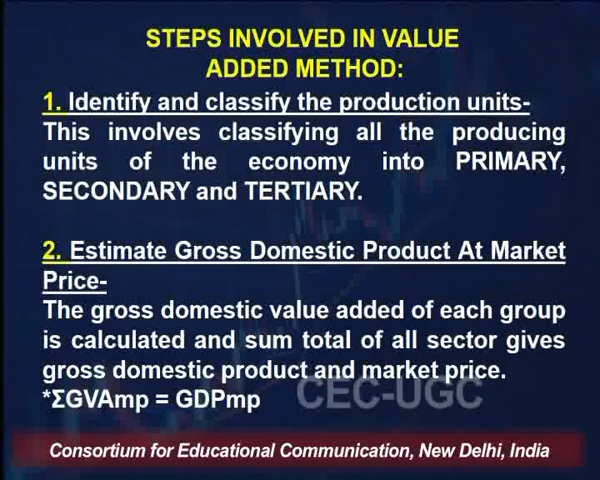 STEPS INVOLVED IN VALUE
ADDED METHOD:
1. Identify and classify the production units-
This involves classifying all the producing
units of the economy into PRIMARY,
SECONDARY and TERTIARY.
2. Estimate Gross Domestic Product At Market
Price-
The gross domestic value added of each group
is calculated and sum total of all sector gives
gross domestic product and market price.
*ΣGVAmp = GDPmp
CEC-UGC
Consortium for Educational Communication, New Delhi, India